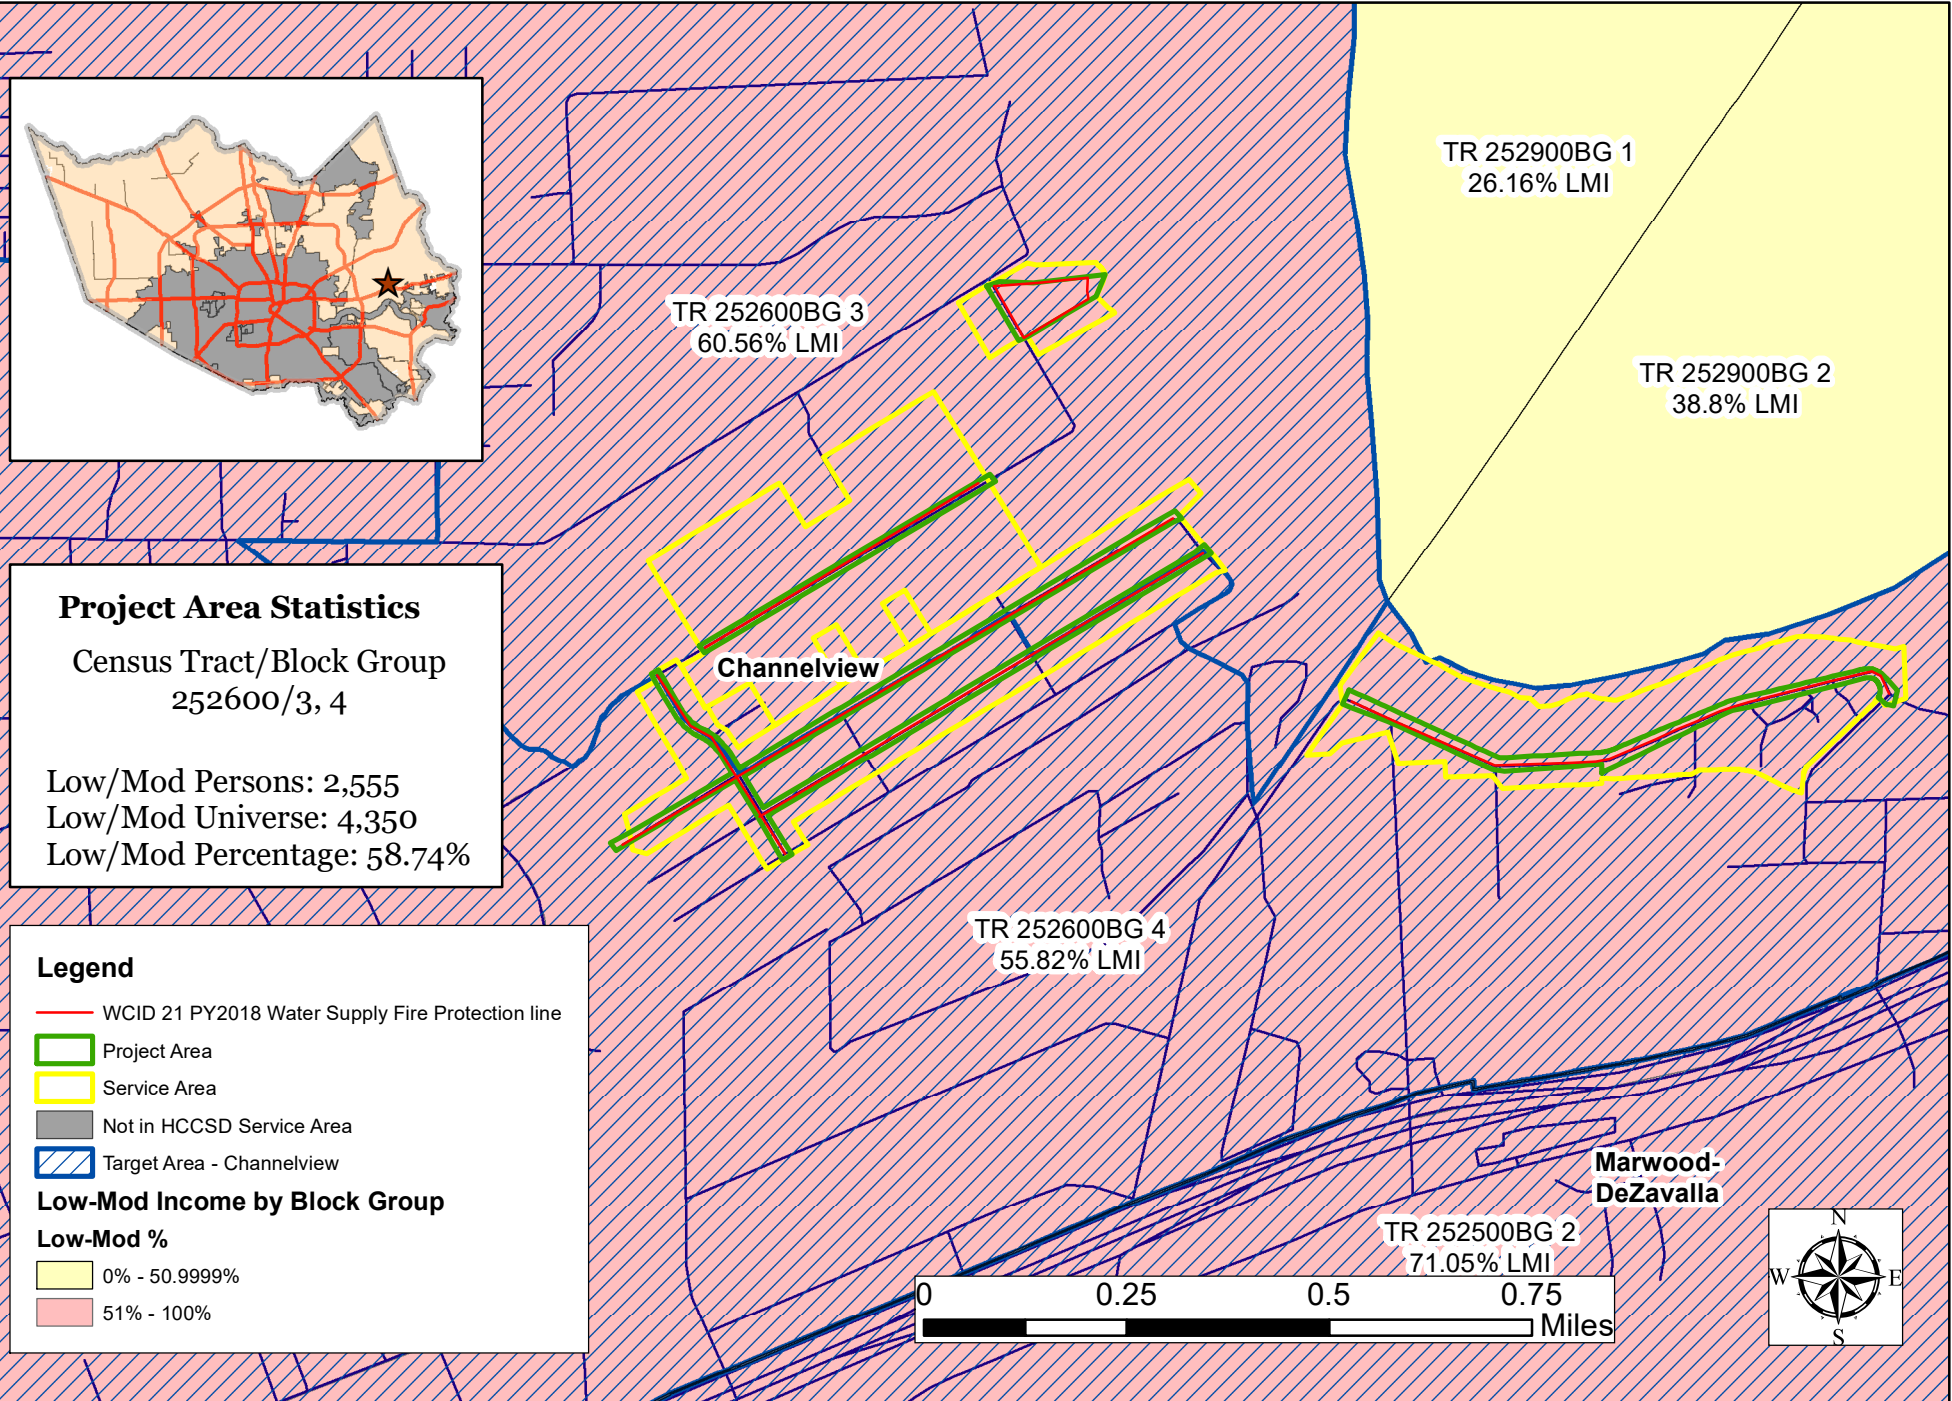 TR 252900BG 1
26.16% LMI
TR 252600BG 3
60.56% LMI
TR 252900BG 2
38.8% LMI
Project Area Statistics
Census Tract/Block Group
252600/3, 4
Low/Mod Persons: 2,555
Low/Mod Universe: 4,350
Low/Mod Percentage: 58.74%
Channelview
TR 252600BG 4
55.82% LMI
Legend
WCID 21 PY2018 Water Supply Fire Protection line
Project Area
Service Area
Not in HCCSD Service Area
Target Area - Channelview
Low-Mod Income by Block Group
Low-Mod %
0% - 50.9999%
51% - 100%
Marwood-
DeZavalla
TR 252500BG 2
71.05% LMI
0 0.25 0.5 0.75
Miles
N
W E
S